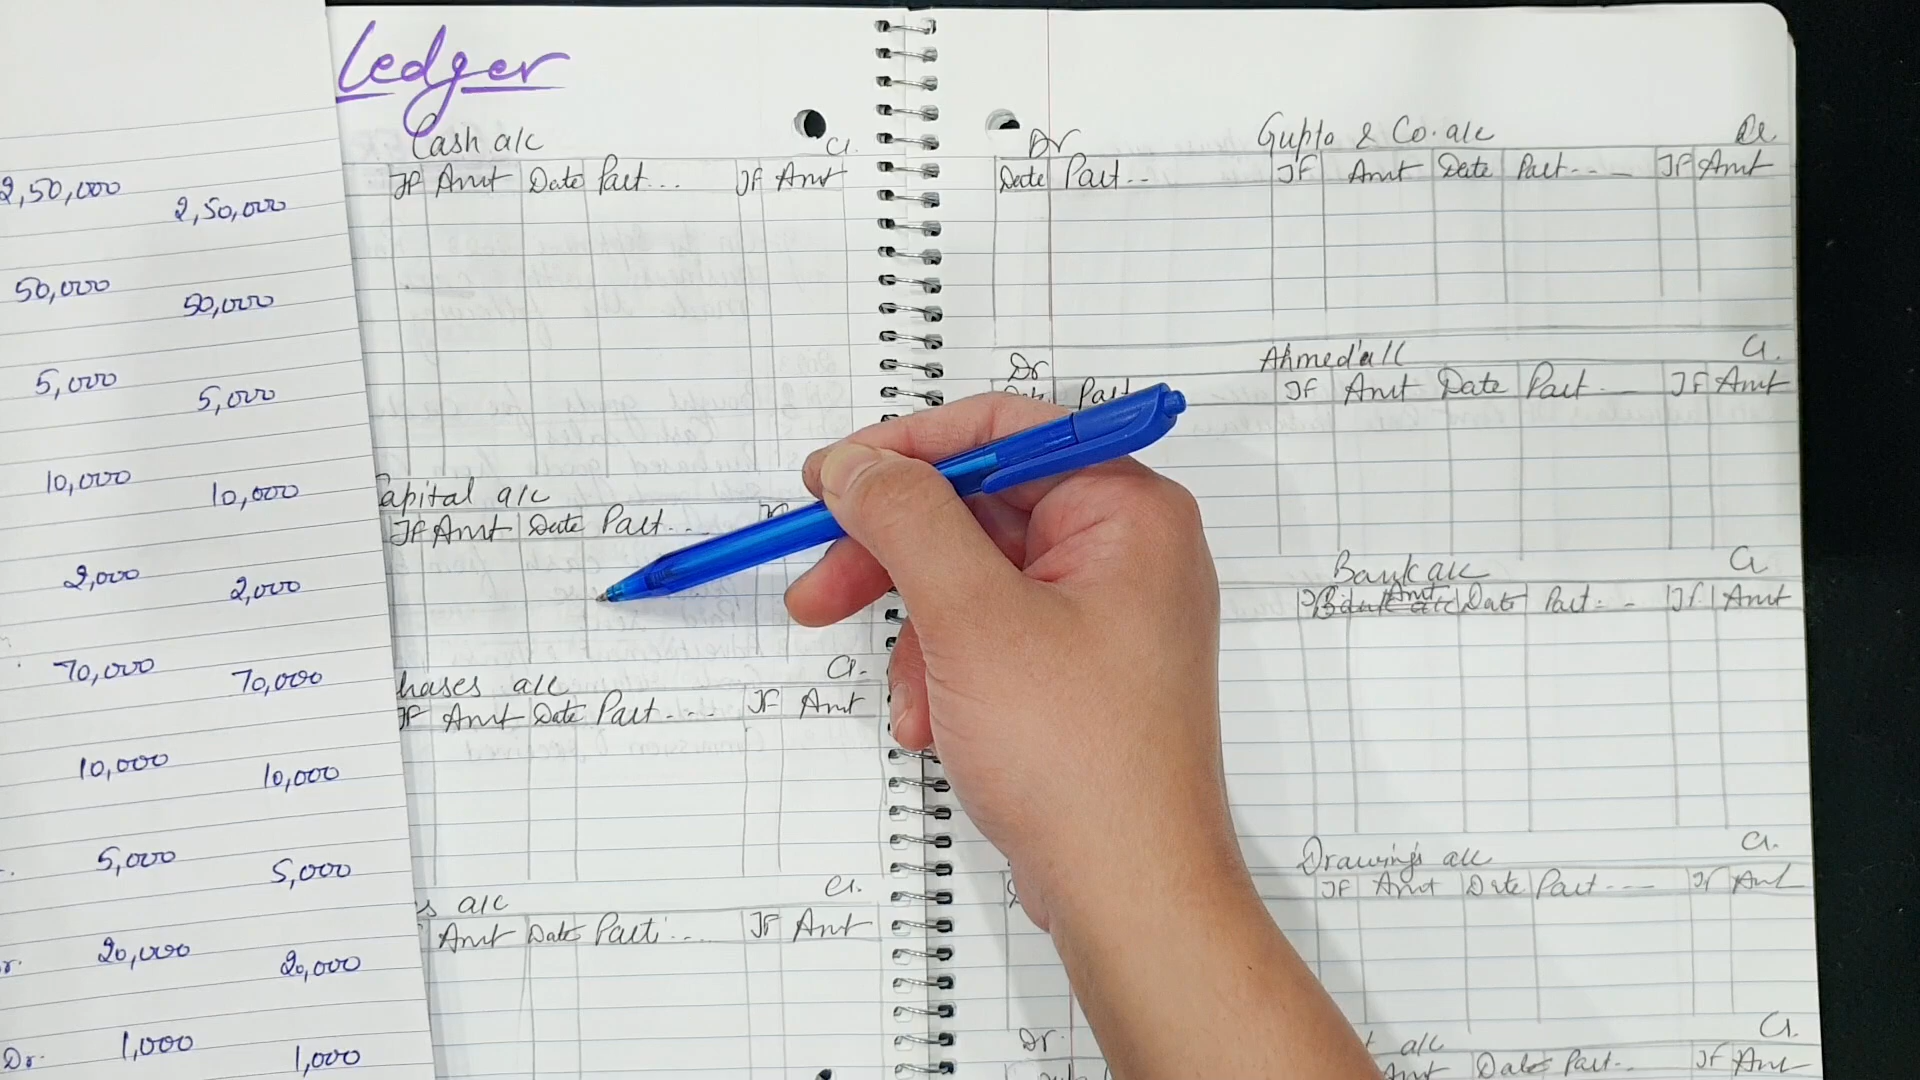 Ledger
2,50,000
2,50,000
50,000
50,000
5,000
5,000
10,000
10,000
2,000
2,000
70,000
70,000
10,000
10,000
5,000
5,000
20,000
20,000
Dr. 1,000
1,000
Cash a/c Cr.
JF Amt Date Part... JF Amt
apital a/c
JF Amt Date Part...
hases a/c Cr.
JF Amt Date Part.... JF Amt
s a/c Cr.
Amt Date Part.... JF Amt
Dr Gupta & Co. a/c
Date Part.. JF Amt Date Part.... JF Amt
Dr Ahmed a/c Cr.
Date Part JF Amt Date Part... JF Amt
Bank a/c Cr
Amt Date Part... JF Amt
Drawings a/c Cr.
JF Amt Date Part.... JF Amt
Dr. t a/c Cr.
Amt Date Part... JF Amt